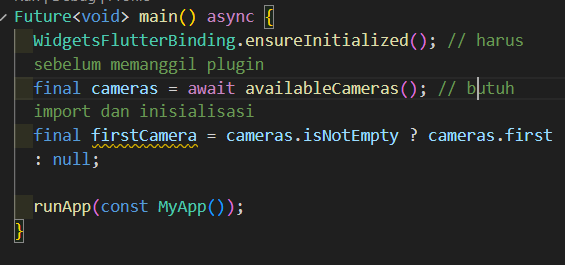 Future<void> main() async {
WidgetsFlutterBinding.ensureInitialized(); // harus
sebelum memanggil plugin
final cameras = await availableCameras(); // butuh
import dan inisialisasi
final firstCamera = cameras.isNotEmpty ? cameras.first
: null;
runApp(const MyApp());
}